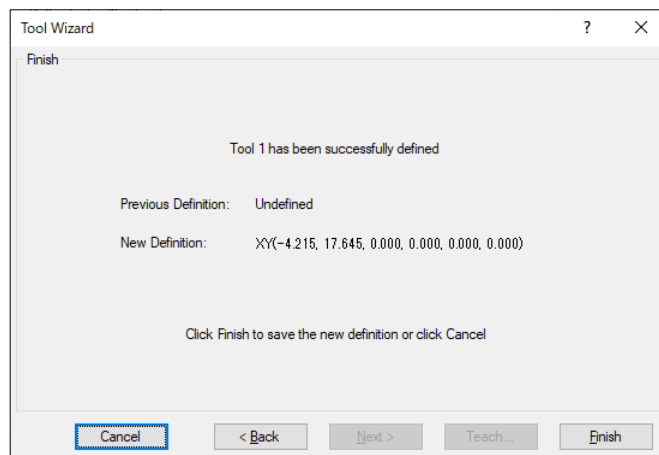 Tool Wizard
Finish
Tool 1 has been successfully defined
Previous Definition: Undefined
New Definition: XY(-4.215, 17.645, 0.000, 0.000, 0.000, 0.000)
Click Finish to save the new definition or click Cancel
Cancel < Back Next > Teach... Finish